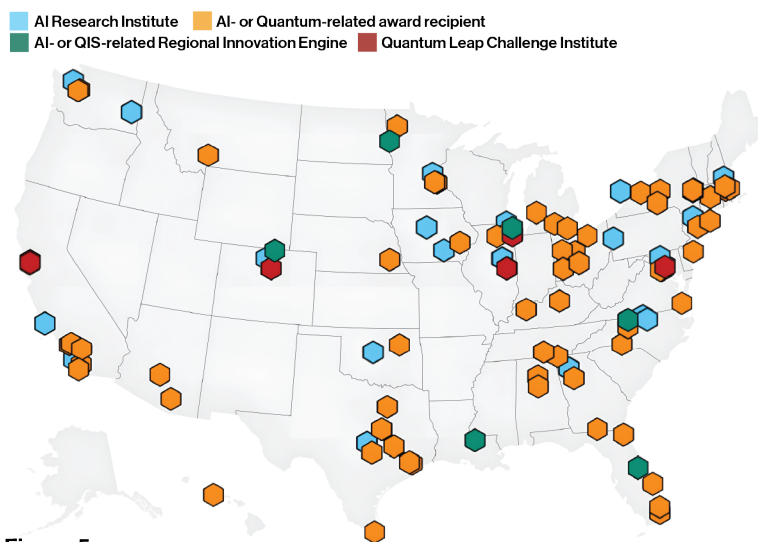 AI Research Institute AI- or Quantum-related award recipient
AI- or QIS-related Regional Innovation Engine Quantum Leap Challenge Institute